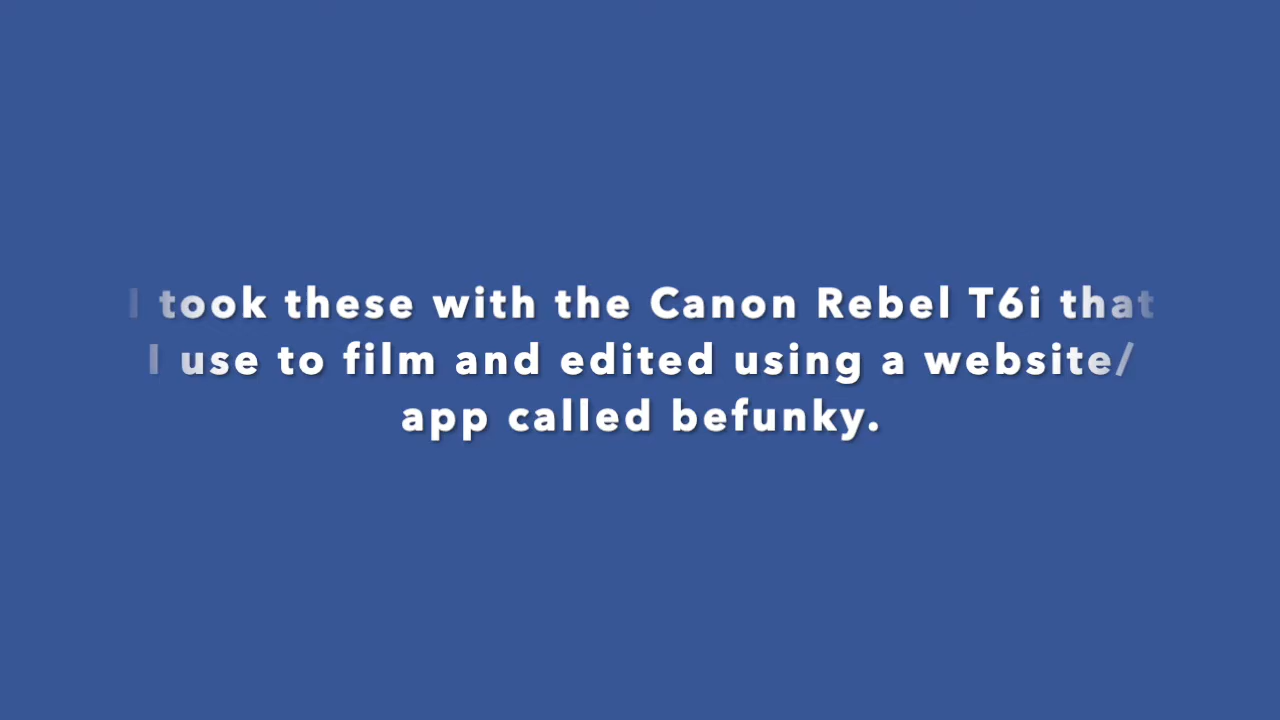 I took these with the Canon Rebel T6i that
I use to film and edited using a website/
app called befunky.